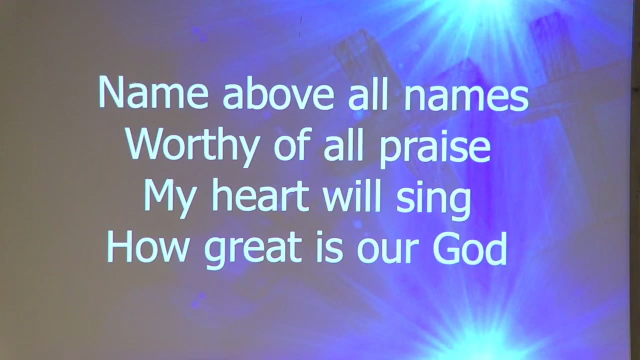 Name above all names
Worthy of all praise
My heart will sing
How great is our God